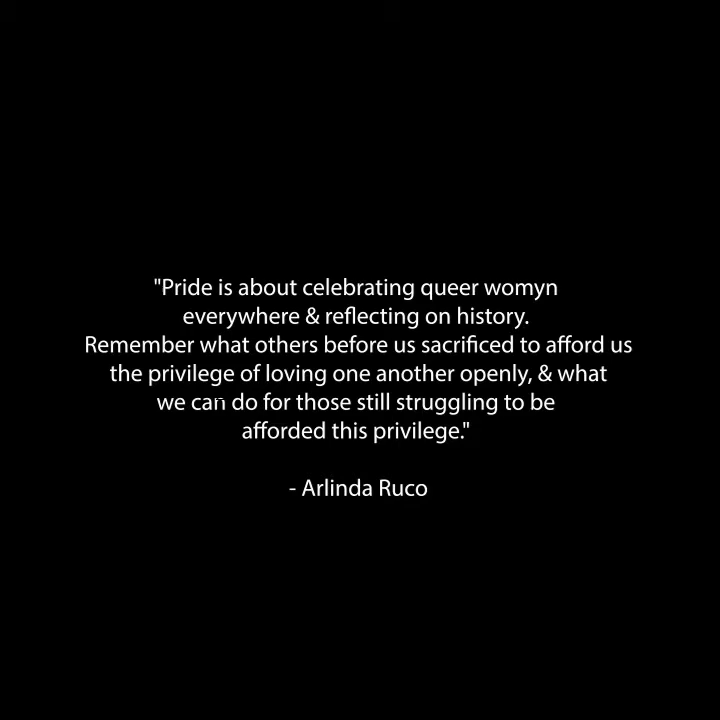 "Pride is about celebrating queer womyn
everywhere & reflecting on history.
Remember what others before us sacrificed to afford us
the privilege of loving one another openly, & what
we can do for those still struggling to be
afforded this privilege."
- Arlinda Ruco